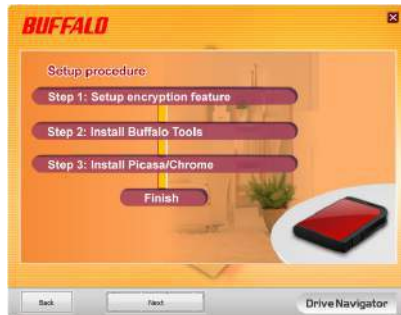 BUFFALO
Setup procedure
Step 1: Setup encryption feature
Step 2: Install Buffalo Tools
Step 3: Install Picasa/Chrome
Finish
Back
Next
DriveNavigator